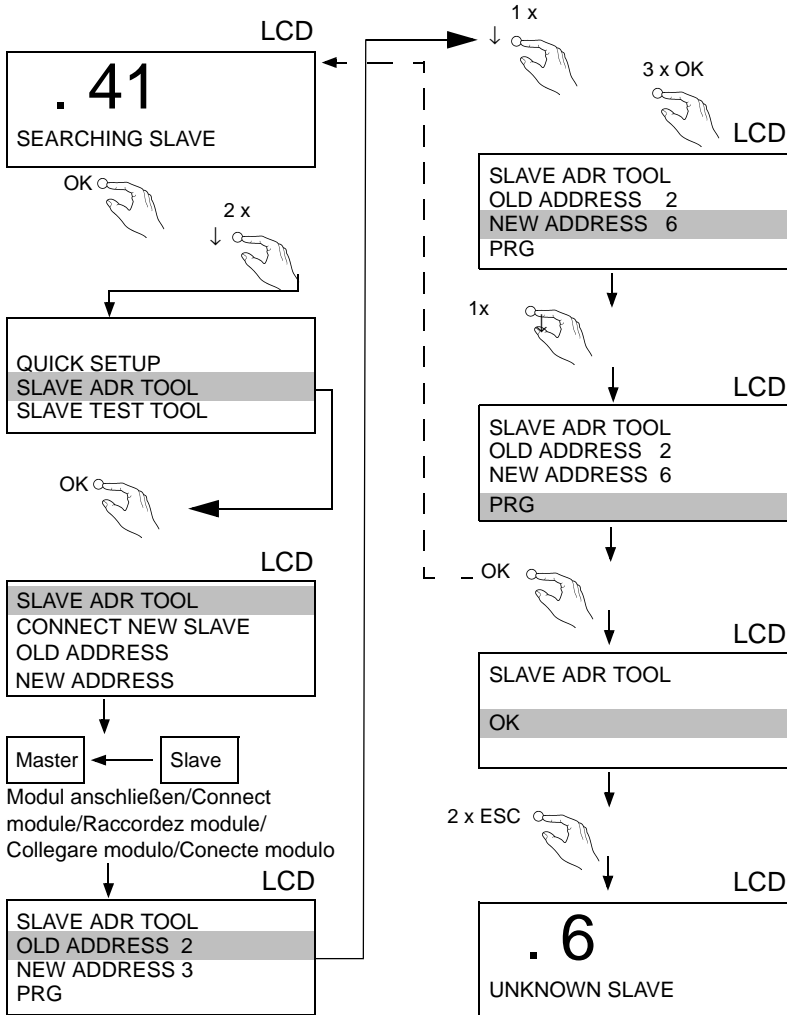 LCD
. 41
SEARCHING SLAVE
OK
↓ 2 x
QUICK SETUP
SLAVE ADR TOOL
SLAVE TEST TOOL
OK
LCD
SLAVE ADR TOOL
CONNECT NEW SLAVE
OLD ADDRESS
NEW ADDRESS
Master Slave
Modul anschließen/Connect
module/Raccordez module/
Collegare modulo/Conecte modulo
LCD
SLAVE ADR TOOL
OLD ADDRESS 2
NEW ADDRESS 3
PRG
1 x
↓
3 x OK
LCD
SLAVE ADR TOOL
OLD ADDRESS 2
NEW ADDRESS 6
PRG
1x
↓
LCD
SLAVE ADR TOOL
OLD ADDRESS 2
NEW ADDRESS 6
PRG
OK
LCD
SLAVE ADR TOOL
OK
2 x ESC
LCD
. 6
UNKNOWN SLAVE